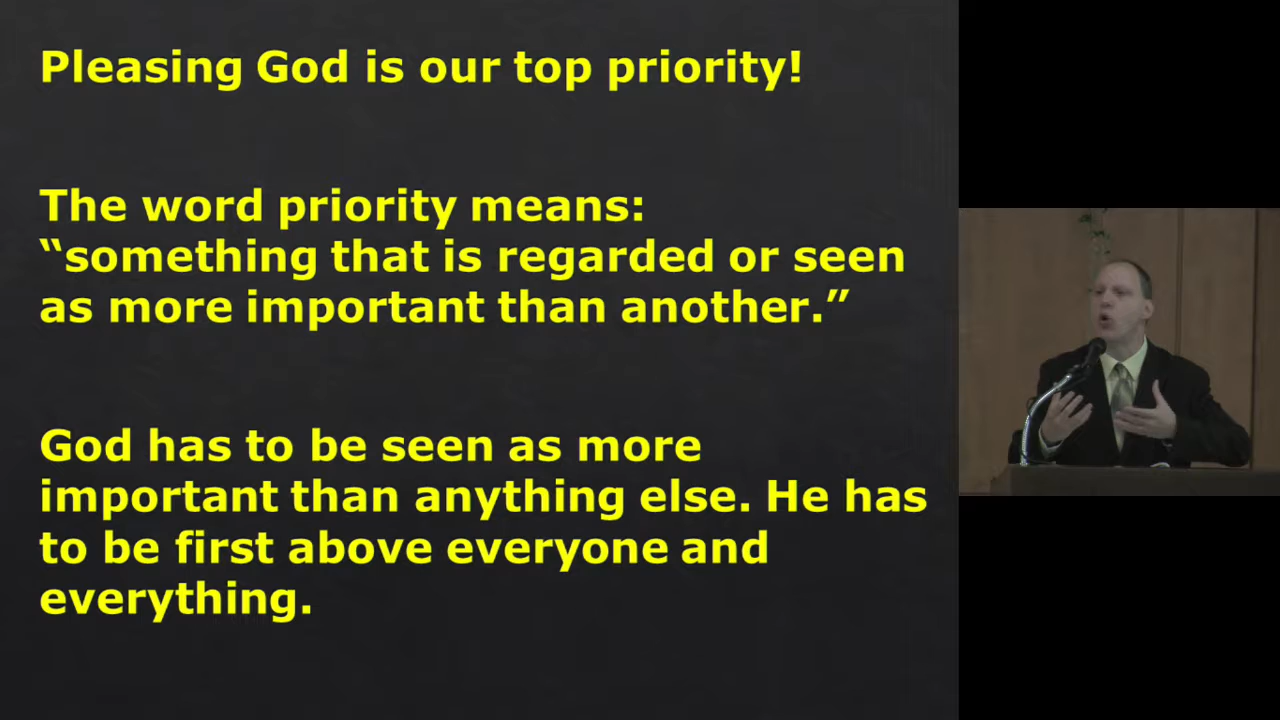 Pleasing God is our top priority!
The word priority means:
“something that is regarded or seen
as more important than another.”
God has to be seen as more
important than anything else. He has
to be first above everyone and
everything.